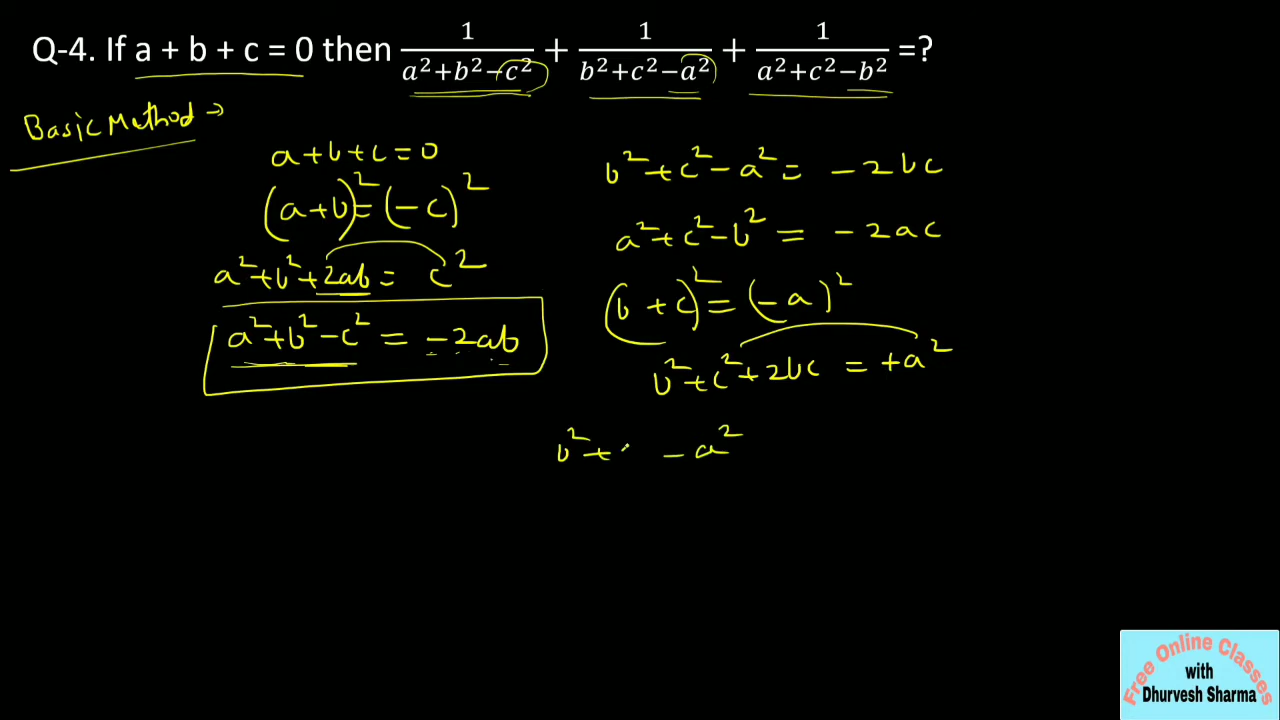 Q-4. If a + b + c = 0 then 1/(a²+b²−c²) + 1/(b²+c²−a²) + 1/(a²+c²−b²) =?
Basic Method →
a+b+c=0
(a+b)²=(−c)²
a²+b²+2ab= c²
a²+b²−c² = −2ab
b²+c²−a² = −2bc
a²+c²−b² = −2ac
(b+c)²=(−a)²
b²+c²+2bc = +a²
b²+ −a²
Free Online Classes
with
Dhurvesh Sharma